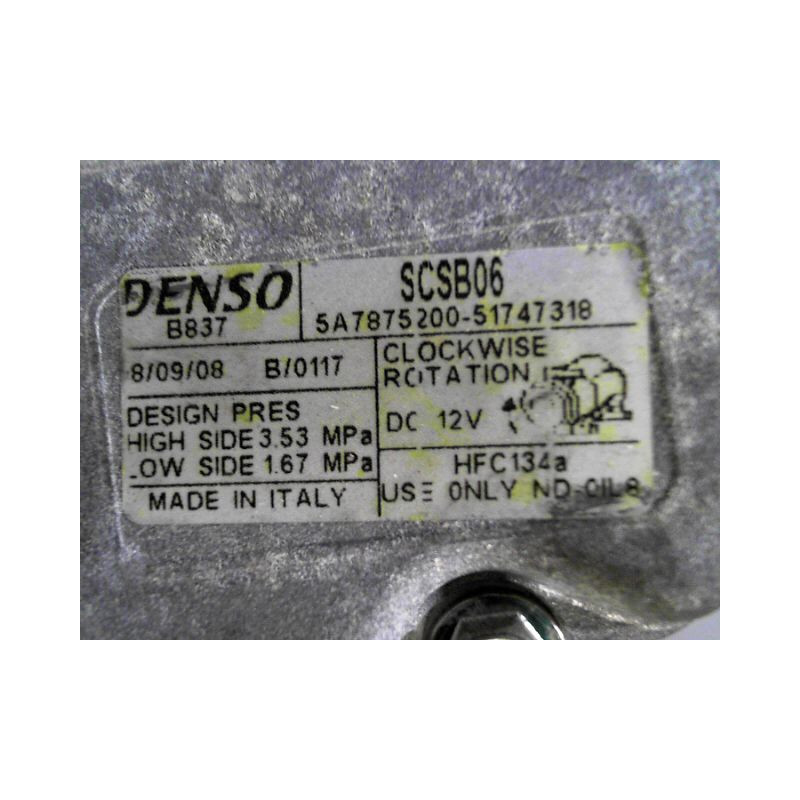 DENSO
B837
SCSB06
5A7875200-51747318
8/09/08 B/0117
CLOCKWISE
ROTATION
DC 12V
DESIGN PRES
HIGH SIDE 3.53 MPa
LOW SIDE 1.67 MPa
HFC134a
MADE IN ITALY
USE ONLY ND-OIL8